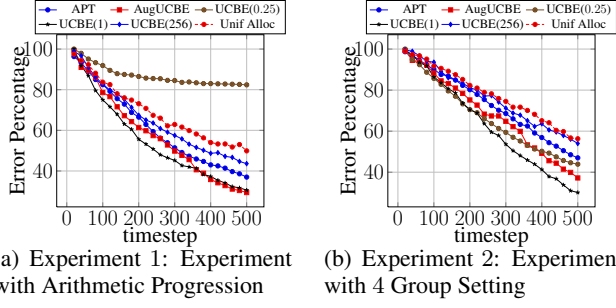 APT AugUCBE UCBE(0.25)
UCBE(1) UCBE(256) Unif Alloc
100
80
60
40
0 100 200 300 400 500
Error Percentage
timestep
a) Experiment 1: Experiment
with Arithmetic Progression
APT AugUCBE UCBE(0.25)
UCBE(1) UCBE(256) Unif Alloc
100
80
60
40
0 100 200 300 400 500
Error Percentage
timestep
(b) Experiment 2: Experimen
with 4 Group Setting